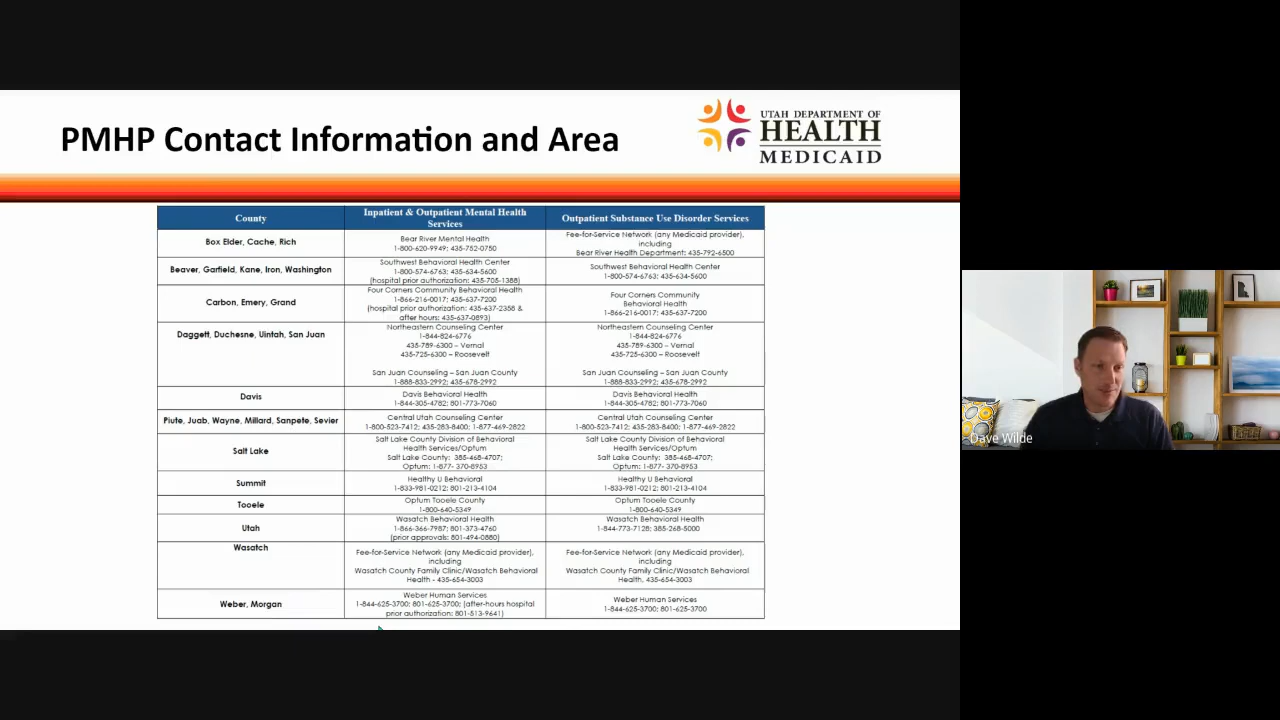 PMHP Contact Information and Area
UTAH DEPARTMENT OF
HEALTH
MEDICAID
County
Inpatient & Outpatient Mental Health
Services
Outpatient Substance Use Disorder Services
Box Elder, Cache, Rich
Bear River Mental Health
1-800-620-9949; 435-752-0750
Fee-for-Service Network (any Medicaid provider),
including
Bear River Health Department: 435-792-6500
Beaver, Garfield, Kane, Iron, Washington
Southwest Behavioral Health Center
1-800-574-6763; 435-634-5600
(hospital prior authorization: 435-705-1388)
Southwest Behavioral Health Center
1-800-574-6763; 435-634-5600
Carbon, Emery, Grand
Four Corners Community Behavioral Health
1-866-216-0017; 435-637-7200
(hospital prior authorization: 435-637-2358 &
after hours: 435-637-0893)
Four Corners Community
Behavioral Health
1-866-216-0017; 435-637-7200
Daggett, Duchesne, Uintah, San Juan
Northeastern Counseling Center
1-844-824-6776
435-789-6300 – Vernal
435-725-6300 – Roosevelt
San Juan Counseling – San Juan County
1-888-833-2992; 435-678-2992
Northeastern Counseling Center
1-844-824-6776
435-789-6300 – Vernal
435-725-6300 – Roosevelt
San Juan Counseling – San Juan County
1-888-833-2992; 435-678-2992
Davis
Davis Behavioral Health
1-844-305-4782; 801-773-7060
Davis Behavioral Health
1-844-305-4782; 801-773-7060
Piute, Juab, Wayne, Millard, Sanpete, Sevier
Central Utah Counseling Center
1-800-523-7412; 435-283-8400; 1-877-469-2822
Central Utah Counseling Center
1-800-523-7412; 435-283-8400; 1-877-469-2822
Salt Lake
Salt Lake County Division of Behavioral
Health Services/Optum
Salt Lake County: 385-468-4707;
Optum: 1-877- 370-8953
Salt Lake County Division of Behavioral
Health Services/Optum
Salt Lake County: 385-468-4707;
Optum: 1-877- 370-8953
Summit
Healthy U Behavioral
1-833-981-0212; 801-213-4104
Healthy U Behavioral
1-833-981-0212; 801-213-4104
Tooele
Optum Tooele County
1-800-640-5349
Optum Tooele County
1-800-640-5349
Utah
Wasatch Behavioral Health
1-866-366-7987; 801-373-4760
(prior approvals: 801-494-0880)
Wasatch Behavioral Health
1-844-773-7128; 385-268-5000
Wasatch
Fee-for-Service Network (any Medicaid provider),
including
Wasatch County Family Clinic/Wasatch Behavioral
Health - 435-654-3003
Fee-for-Service Network (any Medicaid provider),
including
Wasatch County Family Clinic/Wasatch Behavioral
Health, 435-654-3003
Weber, Morgan
Weber Human Services
1-844-625-3700; 801-625-3700; (after-hours hospital
prior authorization: 801-513-9641)
Weber Human Services
1-844-625-3700; 801-625-3700
Dave Wilde